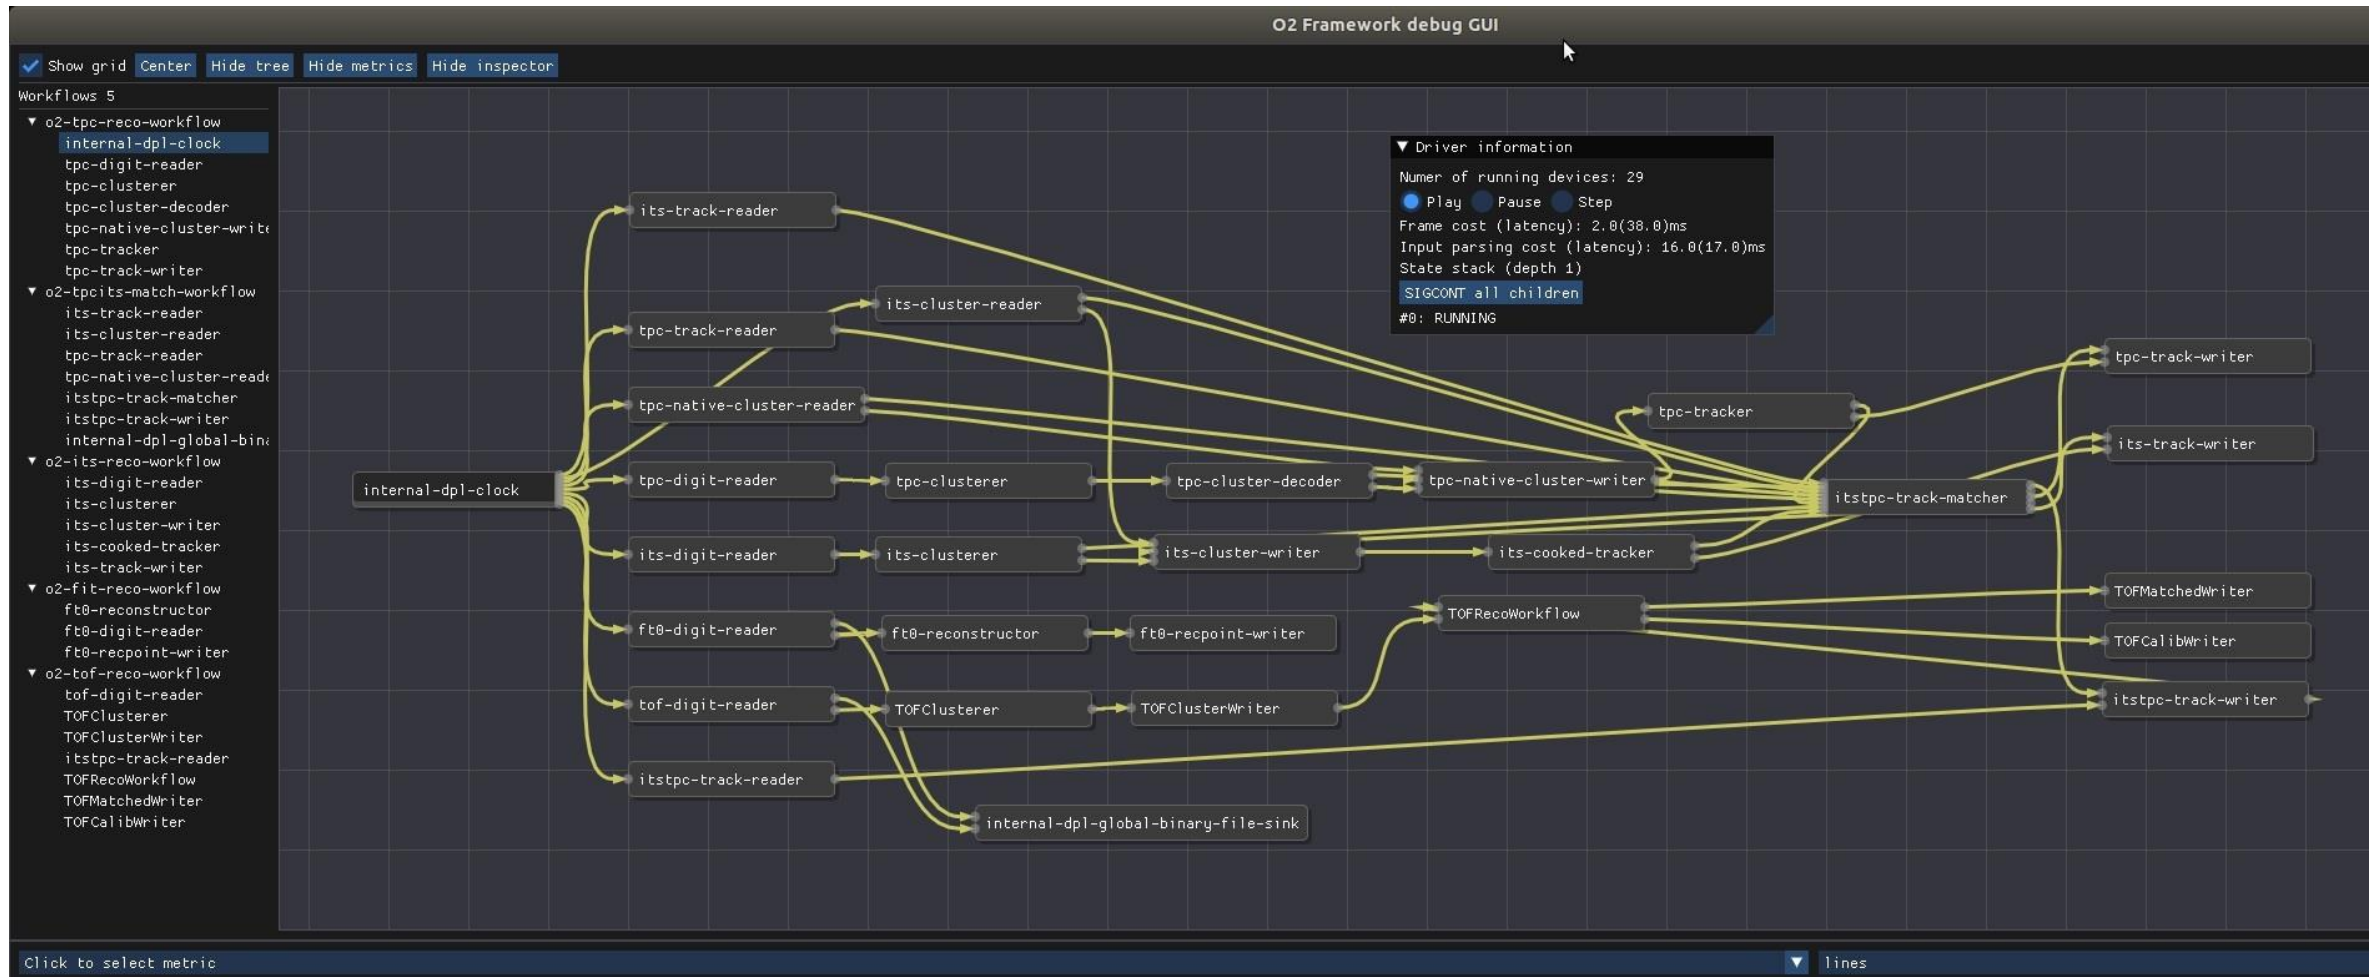 O2 Framework debug GUI
Show grid Center Hide tree Hide metrics Hide inspector
Workflows 5
o2-tpc-reco-workflow
internal-dpl-clock
tpc-digit-reader
tpc-clusterer
tpc-cluster-decoder
tpc-native-cluster-write
tpc-tracker
tpc-track-writer
o2-tpcits-match-workflow
its-track-reader
its-cluster-reader
tpc-track-reader
tpc-native-cluster-reade
itstpc-track-matcher
itstpc-track-writer
internal-dpl-global-bina
o2-its-reco-workflow
its-digit-reader
its-clusterer
its-cluster-writer
its-cooked-tracker
its-track-writer
o2-fit-reco-workflow
ft0-reconstructor
ft0-digit-reader
ft0-recpoint-writer
o2-tof-reco-workflow
tof-digit-reader
TOFClusterer
TOFClusterWriter
itstpc-track-reader
TOFRecoWorkflow
TOFMatchedWriter
TOFCalibWriter
Driver information
Numer of running devices: 29
Play Pause Step
Frame cost (latency): 2.0(38.0)ms
Input parsing cost (latency): 16.0(17.0)ms
State stack (depth 1)
SIGCONT all children
#0: RUNNING
its-track-reader
its-cluster-reader
tpc-track-reader
tpc-track-writer
tpc-native-cluster-reader
tpc-tracker
its-track-writer
internal-dpl-clock
tpc-digit-reader
tpc-clusterer
tpc-cluster-decoder
tpc-native-cluster-writer
itstpc-track-matcher
its-digit-reader
its-clusterer
its-cluster-writer
its-cooked-tracker
TOFMatchedWriter
TOFRecoWorkflow
ft0-digit-reader
ft0-reconstructor
ft0-recpoint-writer
TOFCalibWriter
tof-digit-reader
TOFClusterer
TOFClusterWriter
itstpc-track-writer
itstpc-track-reader
internal-dpl-global-binary-file-sink
Click to select metric
lines